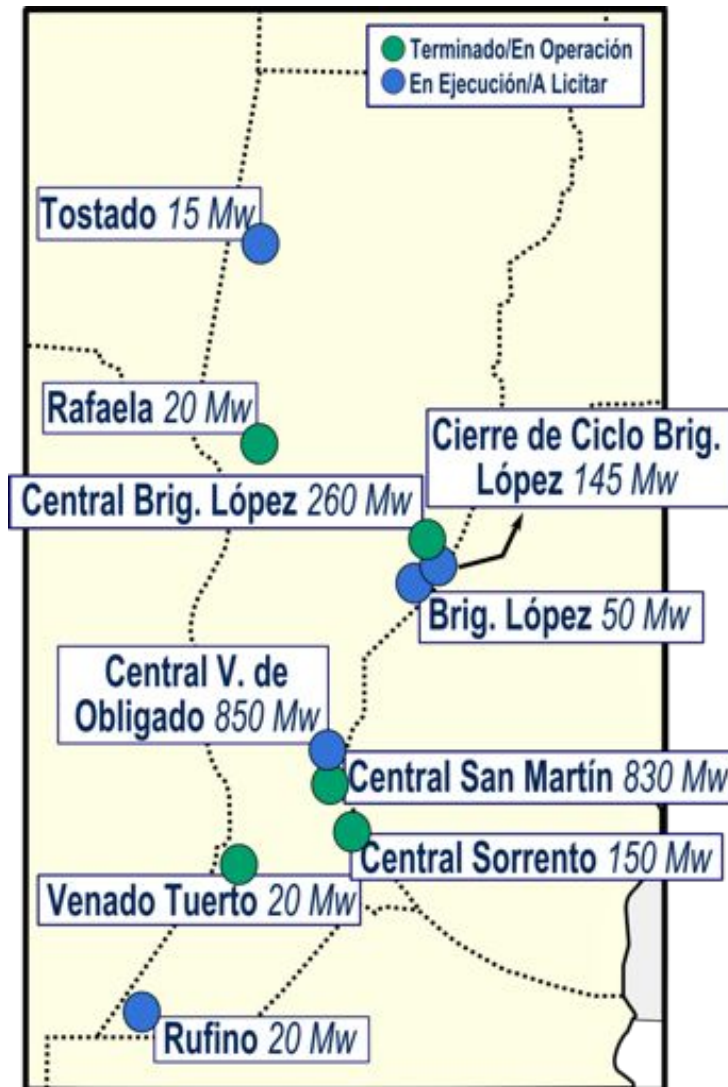 Terminado/En Operación
En Ejecución/A Licitar
Tostado 15 Mw
Rafaela 20 Mw
Cierre de Ciclo Brig.
López 145 Mw
Central Brig. López 260 Mw
Brig. López 50 Mw
Central V. de
Obligado 850 Mw
Central San Martín 830 Mw
Central Sorrento 150 Mw
Venado Tuerto 20 Mw
Rufino 20 Mw